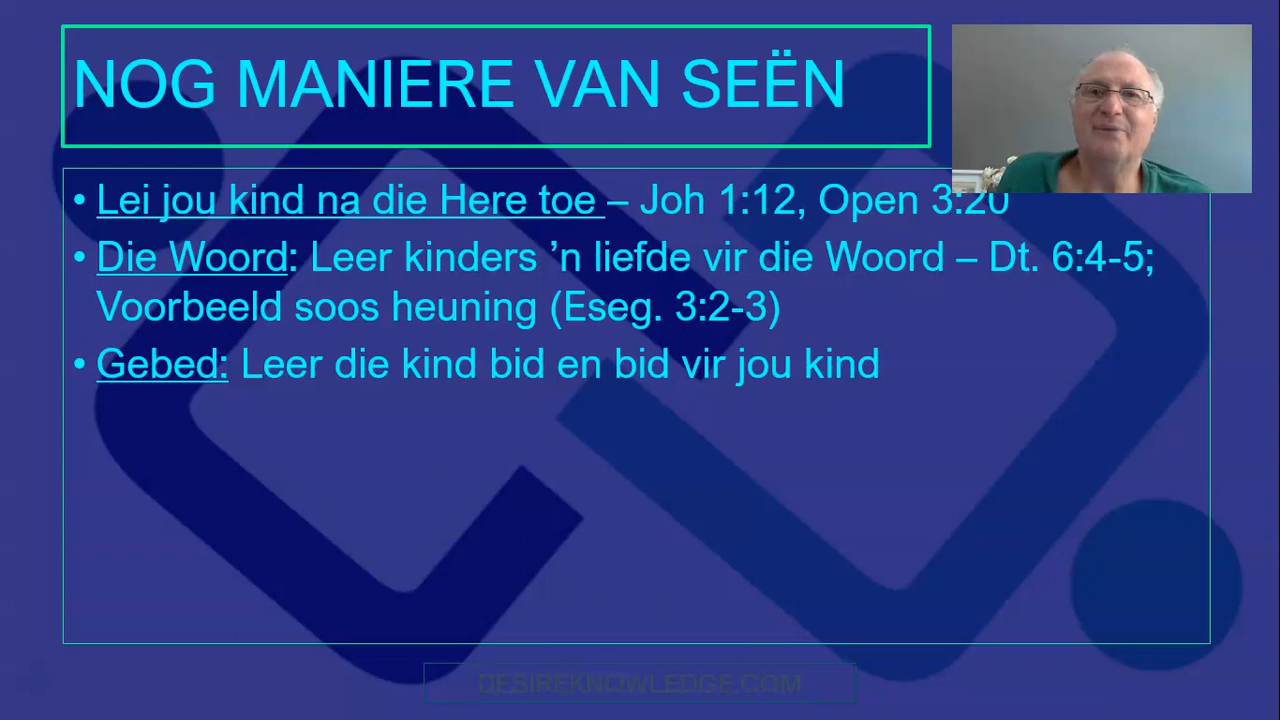 NOG MANIERE VAN SEËN
• Lei jou kind na die Here toe – Joh 1:12, Open 3:20
• Die Woord: Leer kinders ’n liefde vir die Woord – Dt. 6:4-5;
Voorbeeld soos heuning (Eseg. 3:2-3)
• Gebed: Leer die kind bid en bid vir jou kind
DESIREKNOWLEDGE.COM